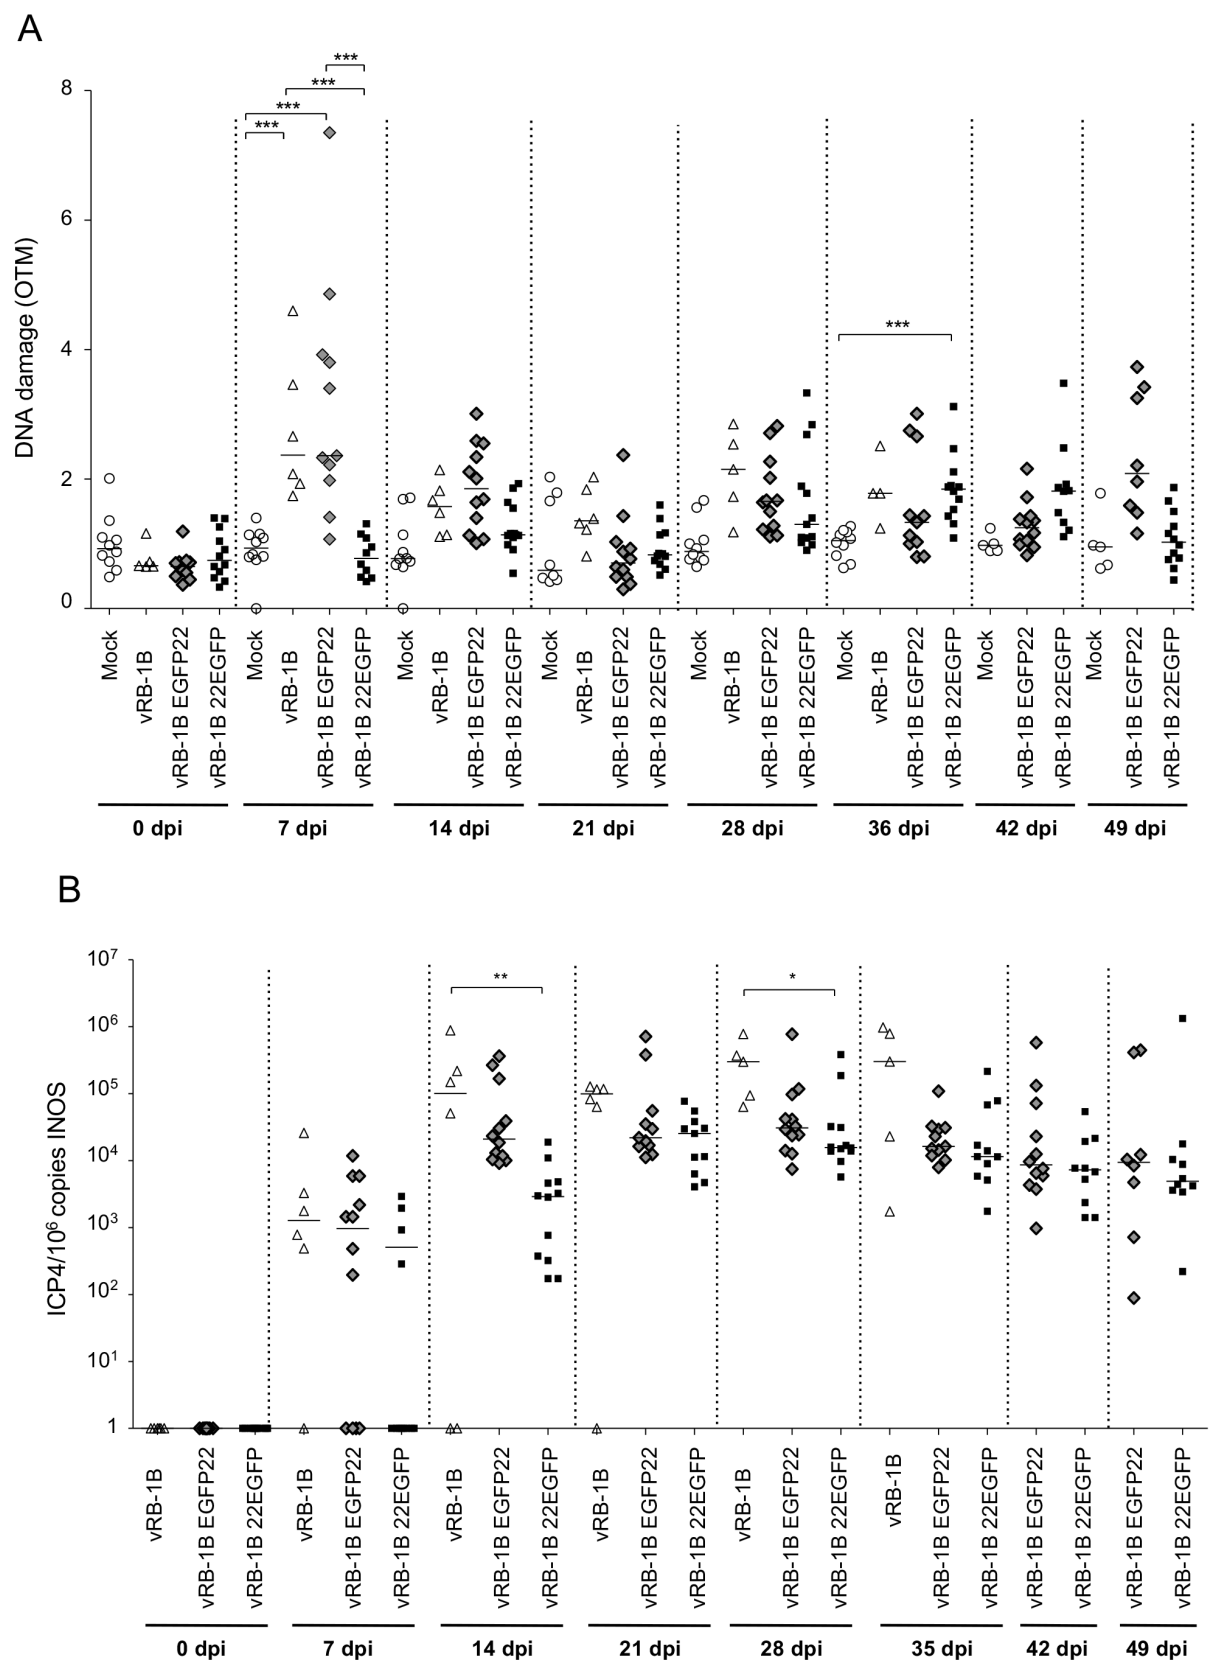 A
*** 
***
***
***
***
8
6
4
2
0
DNA damage (OTM)
Mock
vRB-1B
vRB-1B EGFP22
vRB-1B 22EGFP
Mock
vRB-1B
vRB-1B EGFP22
vRB-1B 22EGFP
Mock
vRB-1B
vRB-1B EGFP22
vRB-1B 22EGFP
Mock
vRB-1B
vRB-1B EGFP22
vRB-1B 22EGFP
Mock
vRB-1B
vRB-1B EGFP22
vRB-1B 22EGFP
Mock
vRB-1B
vRB-1B EGFP22
vRB-1B 22EGFP
Mock
vRB-1B EGFP22
vRB-1B 22EGFP
Mock
vRB-1B EGFP22
vRB-1B 22EGFP
0 dpi 7 dpi 14 dpi 21 dpi 28 dpi 36 dpi 42 dpi 49 dpi
B
** *
10⁷
10⁶
10⁵
10⁴
10³
10²
10¹
1
ICP4/10⁶ copies INOS
vRB-1B
vRB-1B EGFP22
vRB-1B 22EGFP
vRB-1B
vRB-1B EGFP22
vRB-1B 22EGFP
vRB-1B
vRB-1B EGFP22
vRB-1B 22EGFP
vRB-1B
vRB-1B EGFP22
vRB-1B 22EGFP
vRB-1B
vRB-1B EGFP22
vRB-1B 22EGFP
vRB-1B
vRB-1B EGFP22
vRB-1B 22EGFP
vRB-1B EGFP22
vRB-1B 22EGFP
vRB-1B EGFP22
vRB-1B 22EGFP
0 dpi 7 dpi 14 dpi 21 dpi 28 dpi 35 dpi 42 dpi 49 dpi